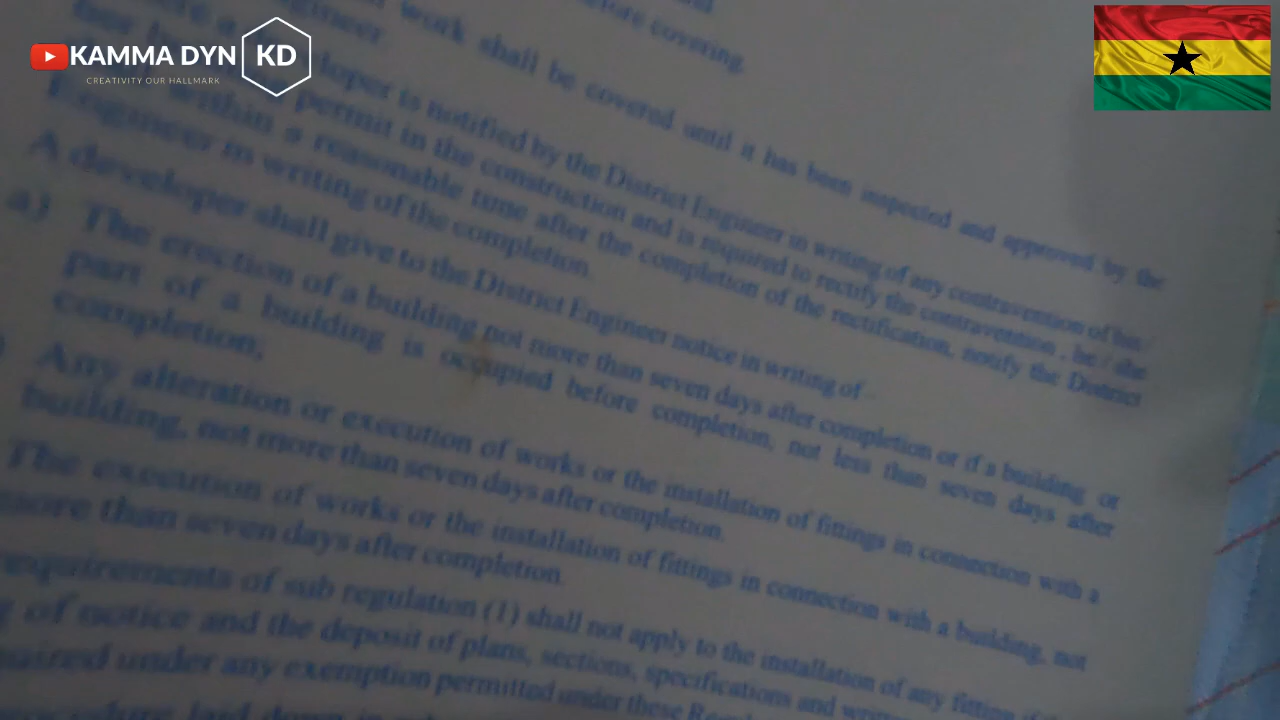 KAMMA DYN
KD
CREATIVITY OUR HALLMARK
before covering.
work shall be covered until it has been inspected and approved by the
Engineer
developer is notified by the District Engineer in writing of any contravention of his /
permit in the construction and is required to rectify the contravention , he / she
within a reasonable time after the completion of the rectification, notify the District
Engineer in writing of the completion.
A developer shall give to the District Engineer notice in writing of
a) The erection of a building not more than seven days after completion or if a building or
part of a building is occupied before completion, not less than seven days after
completion;
Any alteration or execution of works or the installation of fittings in connection with a
building, not more than seven days after completion.
The execution of works or the installation of fittings in connection with a building, not
more than seven days after completion.
requirements of sub regulation (1) shall not apply to the installation of any fitting
of notice and the deposit of plans, sections, specifications and
under any exemption permitted under these
laid down